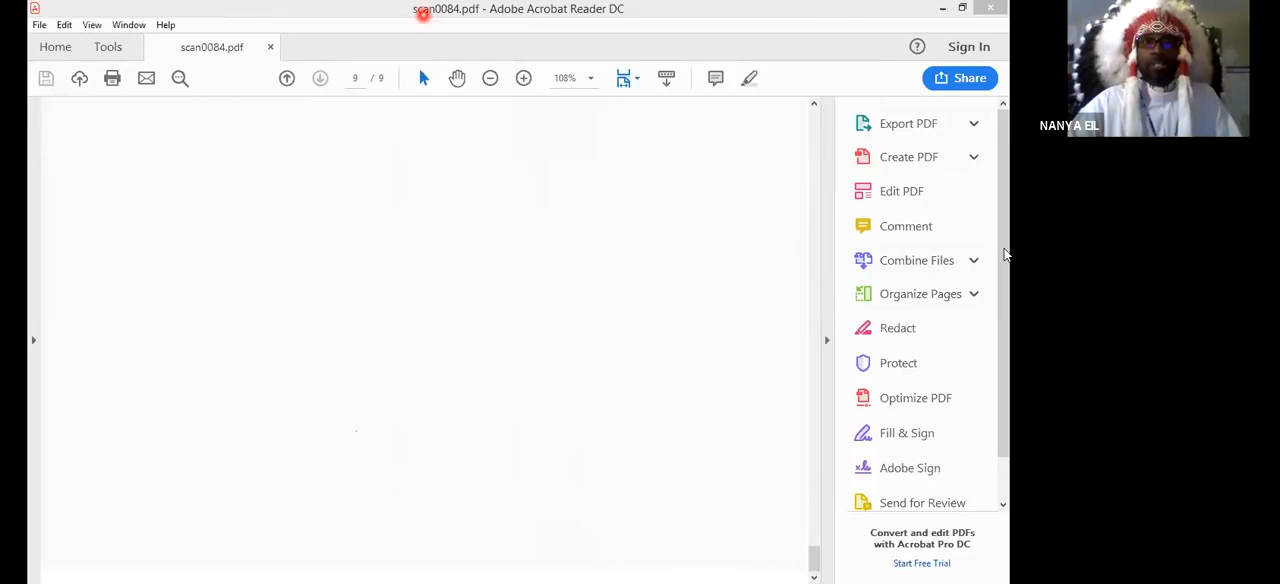 scan0084.pdf - Adobe Acrobat Reader DC
File Edit View Window Help
Home Tools scan0084.pdf × Sign In
9 / 9 108% Share
Export PDF
Create PDF
Edit PDF
Comment
Combine Files
Organize Pages
Redact
Protect
Optimize PDF
Fill & Sign
Adobe Sign
Send for Review
Convert and edit PDFs
with Acrobat Pro DC
Start Free Trial
NANYA EIL